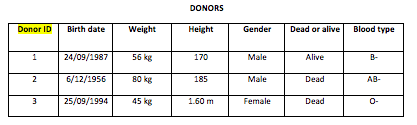 DONORS
Donor ID Birth date Weight Height Gender Dead or alive Blood type
1 24/09/1987 56 kg 170 Male Alive B-
2 6/12/1956 80 kg 185 Male Dead AB-
3 25/09/1994 45 kg 1.60 m Female Dead O-